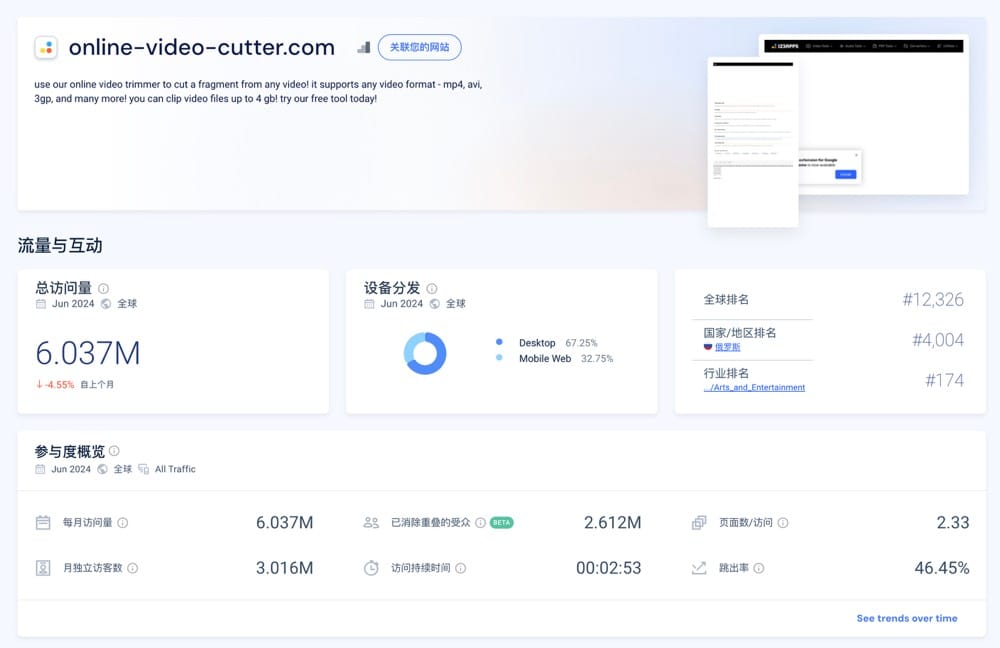 online-video-cutter.com
关联您的网站
use our online video trimmer to cut a fragment from any video! it supports any video format - mp4, avi,
3gp, and many more! you can clip video files up to 4 gb! try our free tool today!
123APPS
流量与互动
总访问量
Jun 2024 全球
6.037M
↓ -4.55% 自上个月
设备分发
Jun 2024 全球
Desktop 67.25%
Mobile Web 32.75%
全球排名 #12,326
国家/地区排名
俄罗斯 #4,004
行业排名
.../Arts_and_Entertainment #174
参与度概览
Jun 2024 全球 All Traffic
每月访问量 6.037M
已消除重叠的受众 BETA 2.612M
页面数/访问 2.33
月独立访客数 3.016M
访问持续时间 00:02:53
跳出率 46.45%
See trends over time